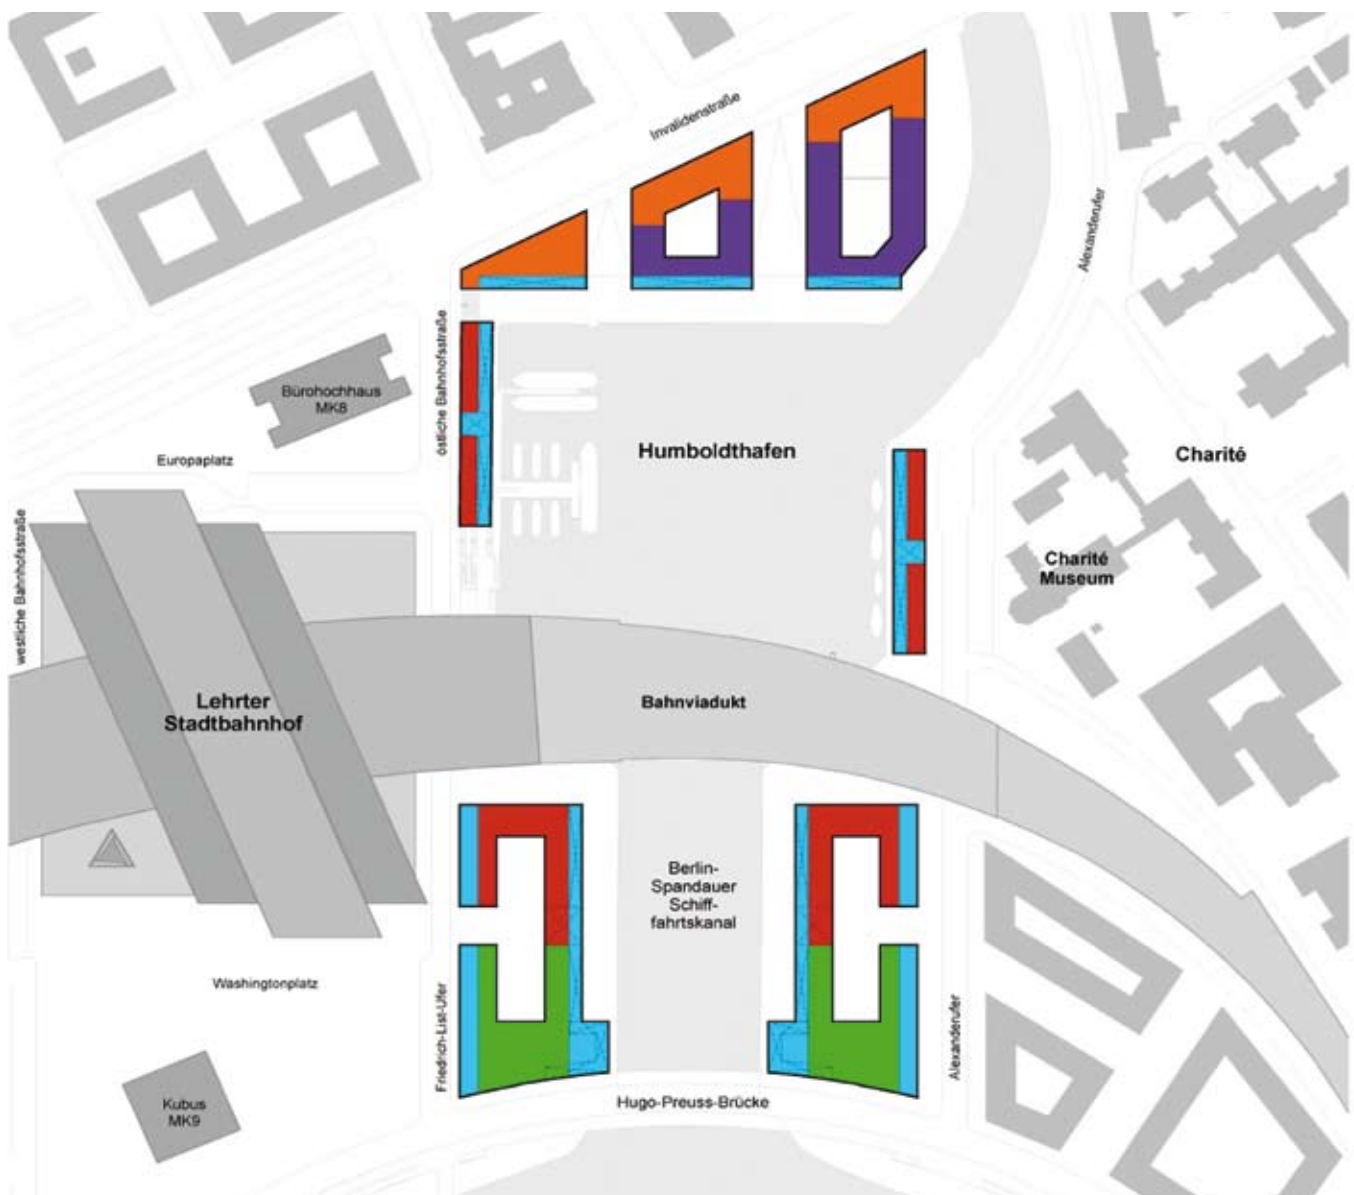 Invalidenstraße
Alexanderufer
östliche Bahnhofsstraße
Bürohochhaus
MK8
Europaplatz
Humboldthafen
Charité
westliche Bahnhofsstraße
Charité
Museum
Lehrter
Stadtbahnhof
Bahnviadukt
Berlin-
Spandauer
Schiff-
fahrtskanal
Washingtonplatz
Friedrich-List-Ufer
Alexanderufer
Kubus
MK9
Hugo-Preuss-Brücke